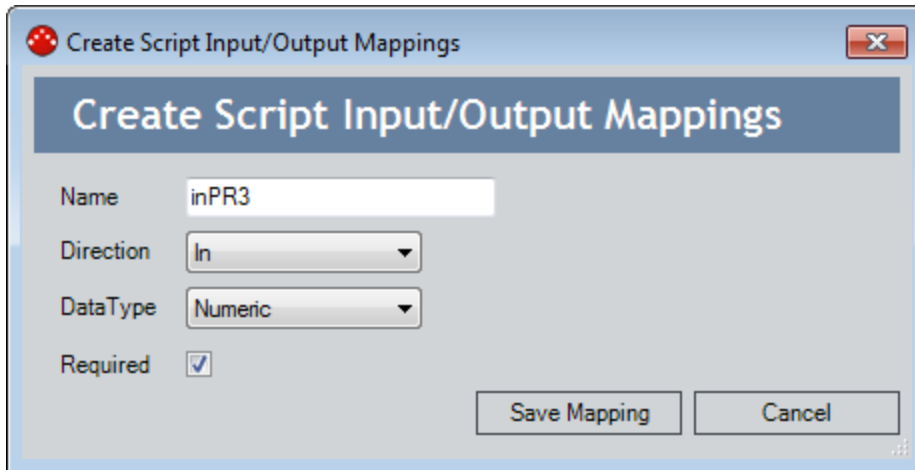 Create Script Input/Output Mappings
Create Script Input/Output Mappings
Name inPR3
Direction In
DataType Numeric
Required
Save Mapping Cancel